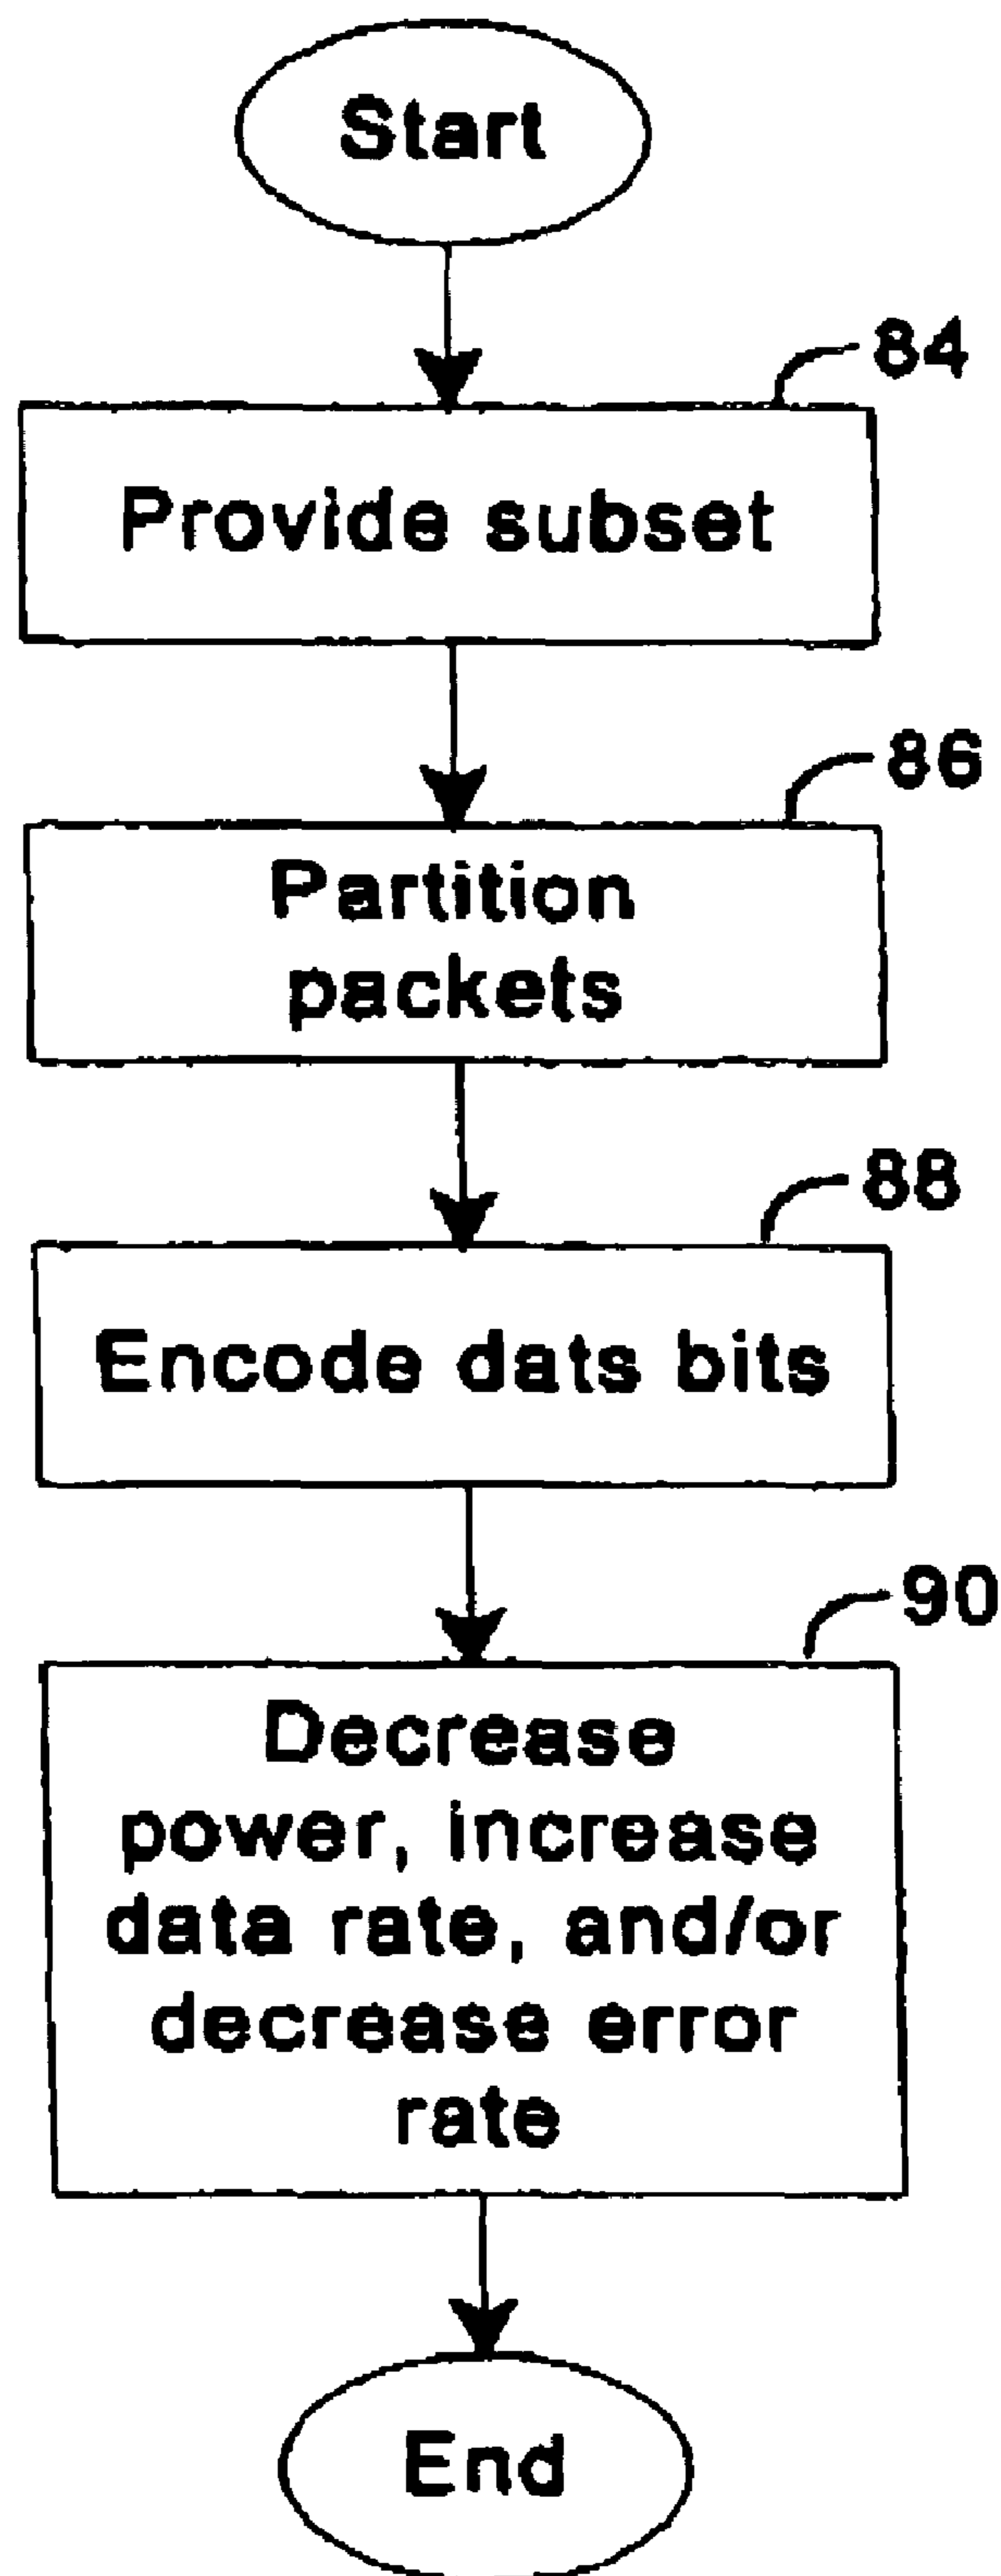 Start
84
Provide subset
86
Partition
packets
88
Encode dats bits
90
Decrease
power, increase
data rate, and/or
decrease error
rate
End